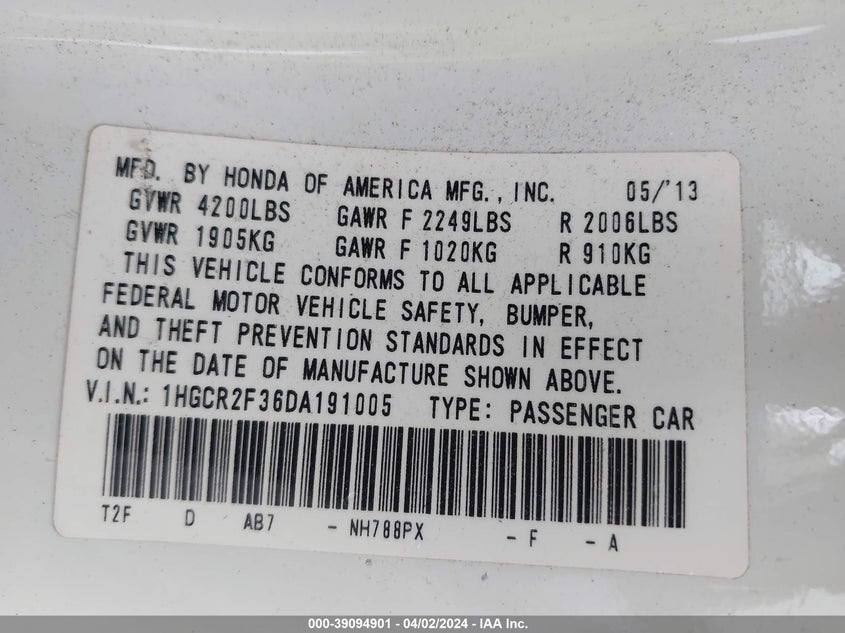 MFD. BY HONDA OF AMERICA MFG., INC. 05/'13
GVWR 4200LBS GAWR F 2249LBS R 2006LBS
GVWR 1905KG GAWR F 1020KG R 910KG
THIS VEHICLE CONFORMS TO ALL APPLICABLE
FEDERAL MOTOR VEHICLE SAFETY, BUMPER,
AND THEFT PREVENTION STANDARDS IN EFFECT
ON THE DATE OF MANUFACTURE SHOWN ABOVE.
V.I.N.: 1HGCR2F36DA191005 TYPE: PASSENGER CAR
T2F D AB7 - NH788PX - F - A
000-39094901 / 04/02/2024 - IAA Inc.